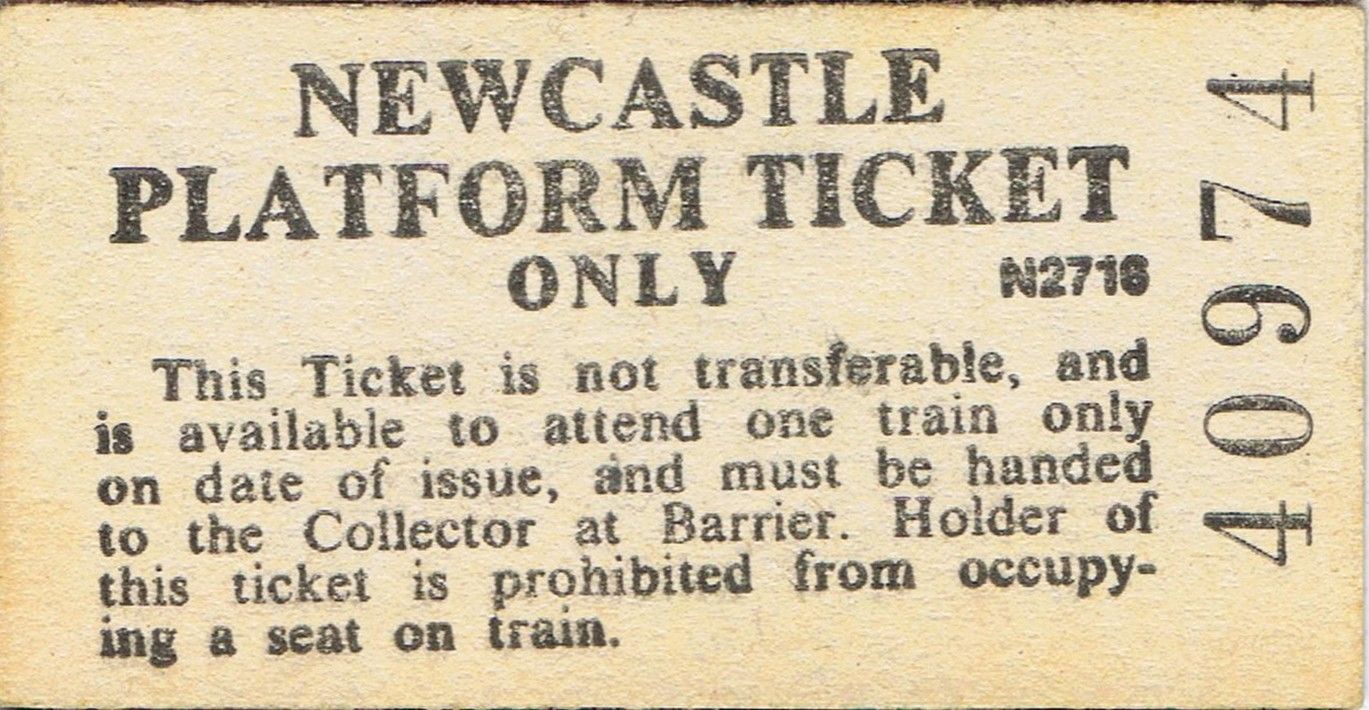 NEWCASTLE
PLATFORM TICKET
ONLY
N2716
This Ticket is not transferable, and
is available to attend one train only
on date of issue, and must be handed
to the Collector at Barrier. Holder of
this ticket is prohibited from occupy-
ing a seat on train.
40974